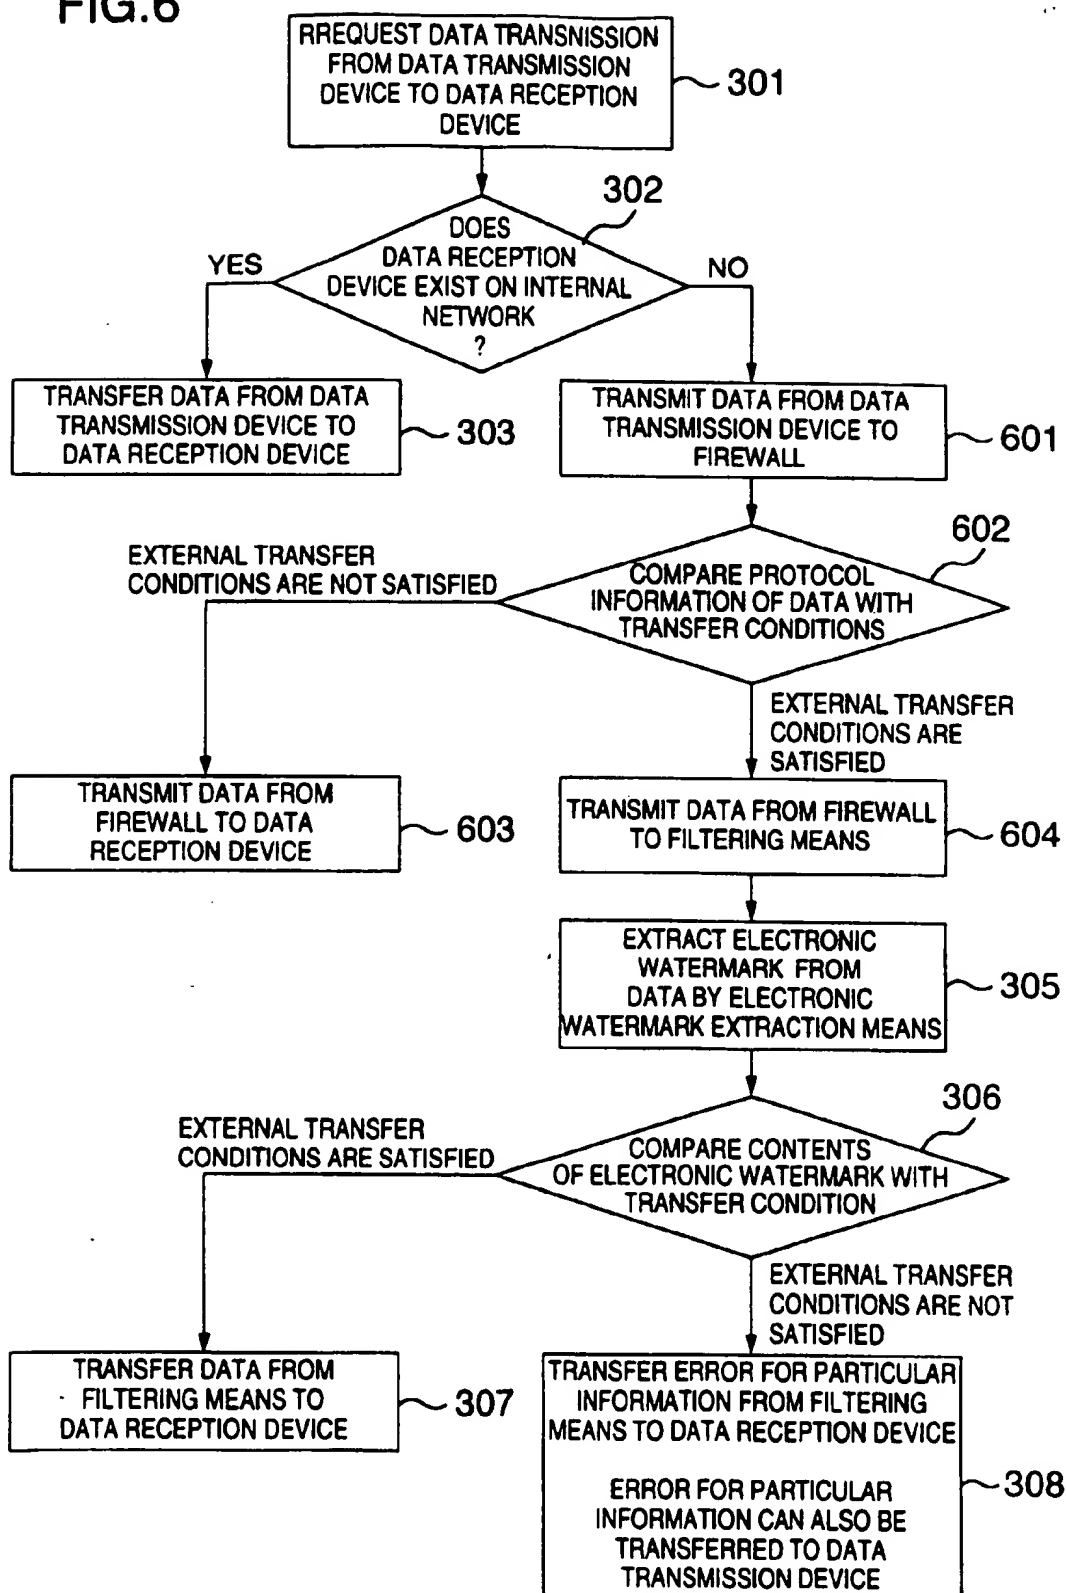 FIG.6
RREQUEST DATA TRANSNISSION
FROM DATA TRANSMISSION
DEVICE TO DATA RECEPTION
DEVICE
301
302
DOES
DATA RECEPTION
DEVICE EXIST ON INTERNAL
NETWORK
?
YES
NO
TRANSFER DATA FROM DATA
TRANSMISSION DEVICE TO
DATA RECEPTION DEVICE
303
TRANSMIT DATA FROM DATA
TRANSMISSION DEVICE TO
FIREWALL
601
602
EXTERNAL TRANSFER
CONDITIONS ARE NOT SATISFIED
COMPARE PROTOCOL
INFORMATION OF DATA WITH
TRANSFER CONDITIONS
EXTERNAL TRANSFER
CONDITIONS ARE
SATISFIED
TRANSMIT DATA FROM
FIREWALL TO DATA
RECEPTION DEVICE
603
TRANSMIT DATA FROM FIREWALL
TO FILTERING MEANS
604
EXTRACT ELECTRONIC
WATERMARK FROM
DATA BY ELECTRONIC
WATERMARK EXTRACTION MEANS
305
306
EXTERNAL TRANSFER
CONDITIONS ARE SATISFIED
COMPARE CONTENTS
OF ELECTRONIC WATERMARK WITH
TRANSFER CONDITION
EXTERNAL TRANSFER
CONDITIONS ARE NOT
SATISFIED
TRANSFER DATA FROM
FILTERING MEANS TO
DATA RECEPTION DEVICE
307
TRANSFER ERROR FOR PARTICULAR
INFORMATION FROM FILTERING
MEANS TO DATA RECEPTION DEVICE
ERROR FOR PARTICULAR
INFORMATION CAN ALSO BE
TRANSFERRED TO DATA
TRANSMISSION DEVICE
308